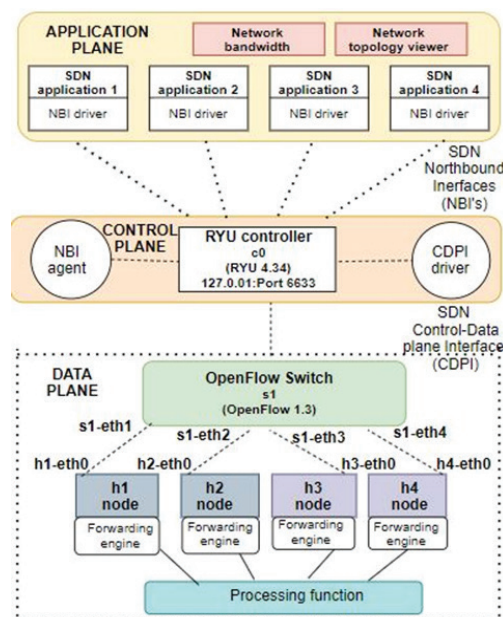 APPLICATION
PLANE
Network
bandwidth
Network
topology viewer
SDN
application 1
NBI driver
SDN
application 2
NBI driver
SDN
application 3
NBI driver
SDN
application 4
NBI driver
SDN
Northbound
Inerfaces
(NBI's)
CONTROL
PLANE
NBI
agent
RYU controller
c0
(RYU 4.34)
127.0.01:Port 6633
CDPI
driver
SDN
Control-Data
plane Interface
(CDPI)
DATA
PLANE
OpenFlow Switch
s1
(OpenFlow 1.3)
s1-eth1
s1-eth2
s1-eth3
s1-eth4
h1-eth0
h2-eth0
h3-eth0
h4-eth0
h1
node
Forwarding
engine
h2
node
Forwarding
engine
h3
node
Forwarding
engine
h4
node
Forwarding
engine
Processing function